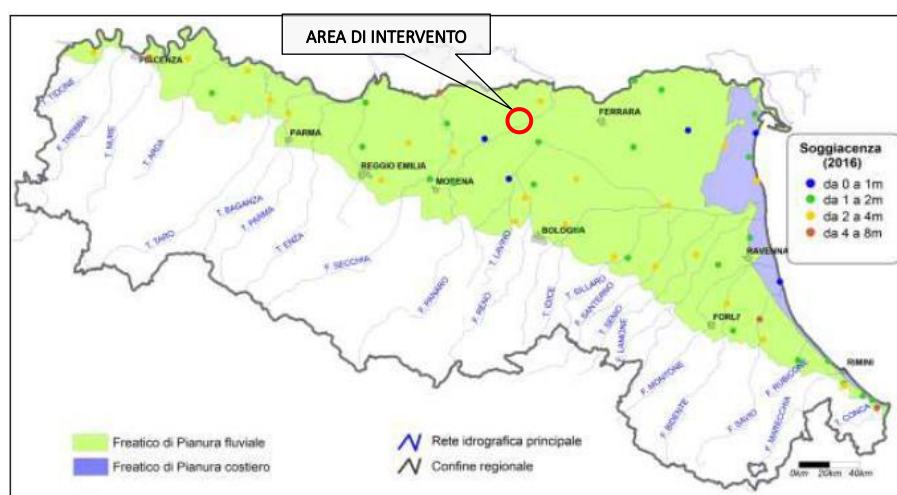 AREA DI INTERVENTO
PIACENZA
FERRARA
PARMA
REGGIO EMILIA
MODENA
BOLOGNA
RAVENNA
FORLI'
RIMINI
T. TIDONE
F. TREBBIA
T. NURE
T. ARDA
T. TARO
T. PARMA
T. BAGANZA
T. ENZA
F. SECCHIA
F. PANARO
F. RENO
T. LAVINO
T. IDICE
T. SILLARO
F. SANTERNO
T. SENIO
F. LAMONE
F. MONTONE
F. BIDENTE
F. SAVIO
F. RUBICONE
F. MARECCHIA
T. CONCA
Soggiacenza
(2016)
da 0 a 1m
da 1 a 2m
da 2 a 4m
da 4 a 8m
Freatico di Pianura fluviale
Freatico di Pianura costiero
Rete idrografica principale
Confine regionale
0km 20km 40km